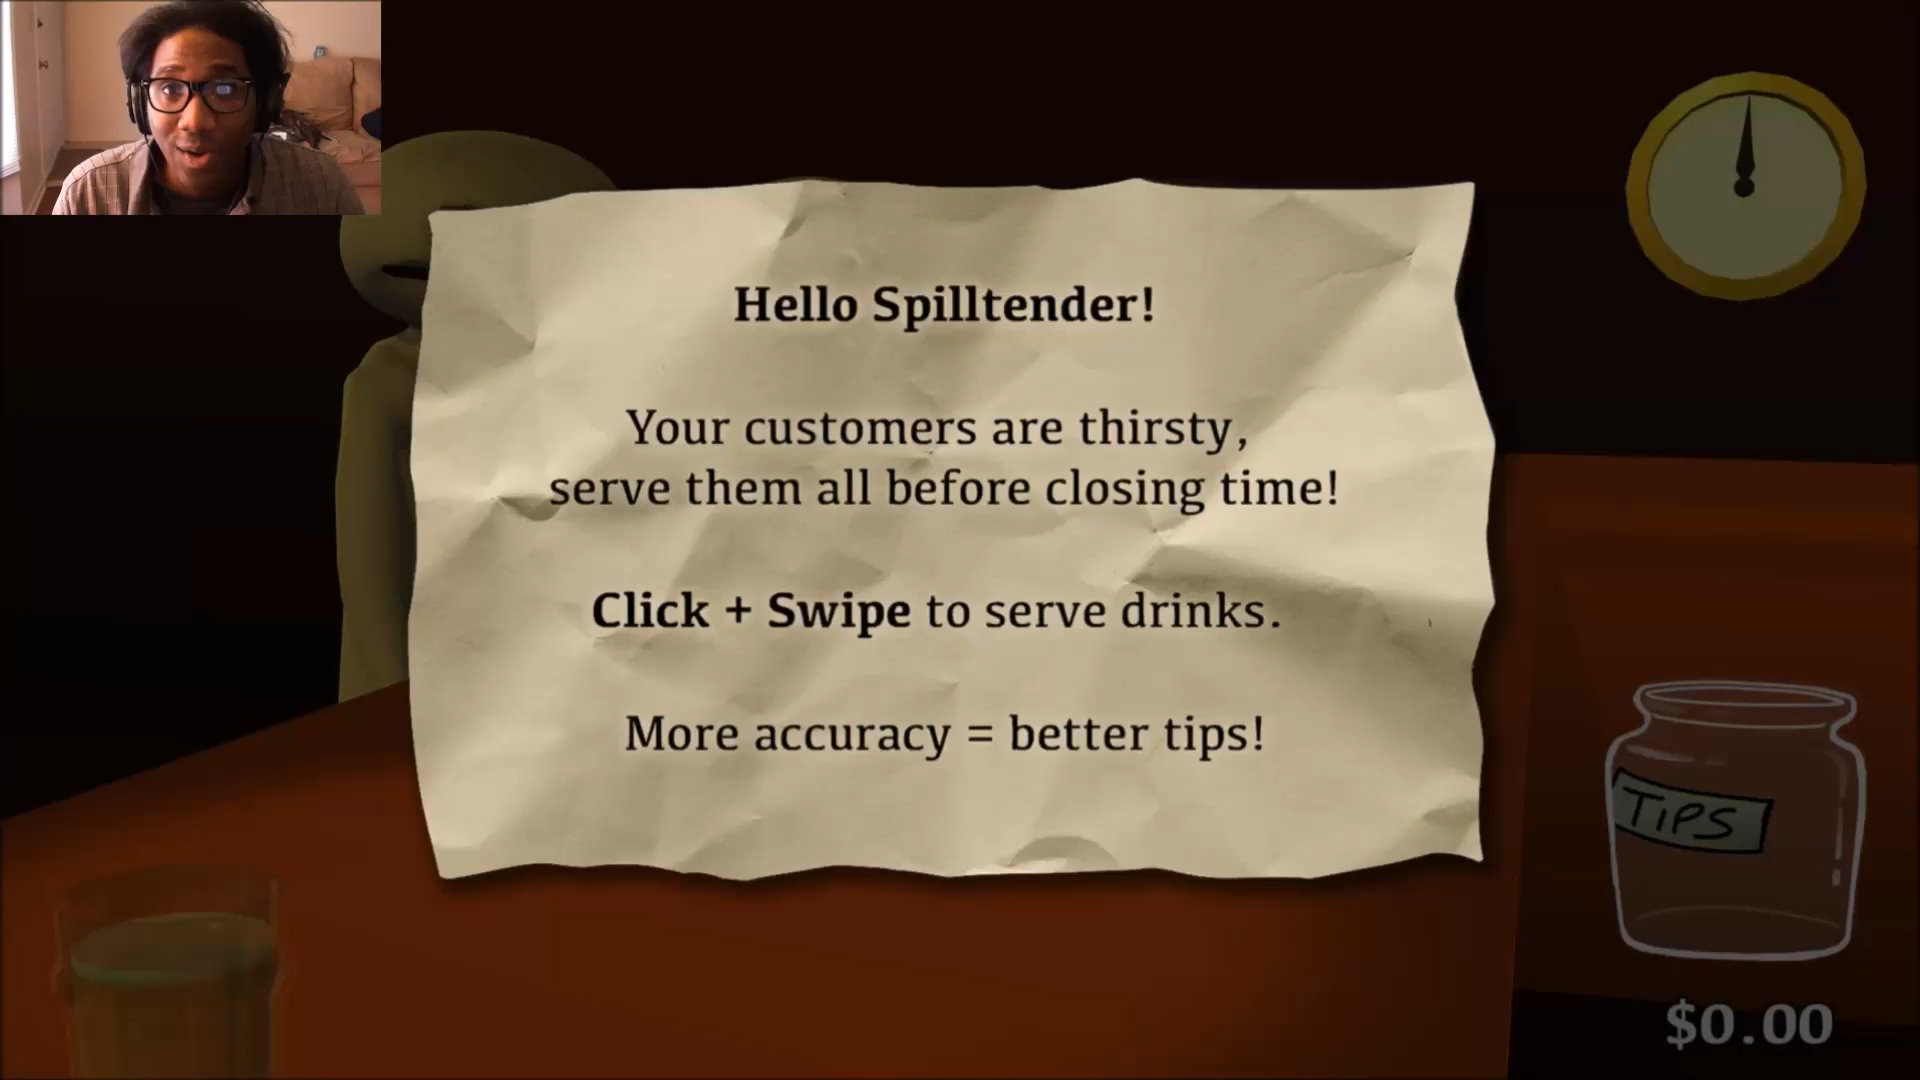 Hello Spilltender!
Your customers are thirsty,
serve them all before closing time!
Click + Swipe to serve drinks.
More accuracy = better tips!
TIPS
$0.00